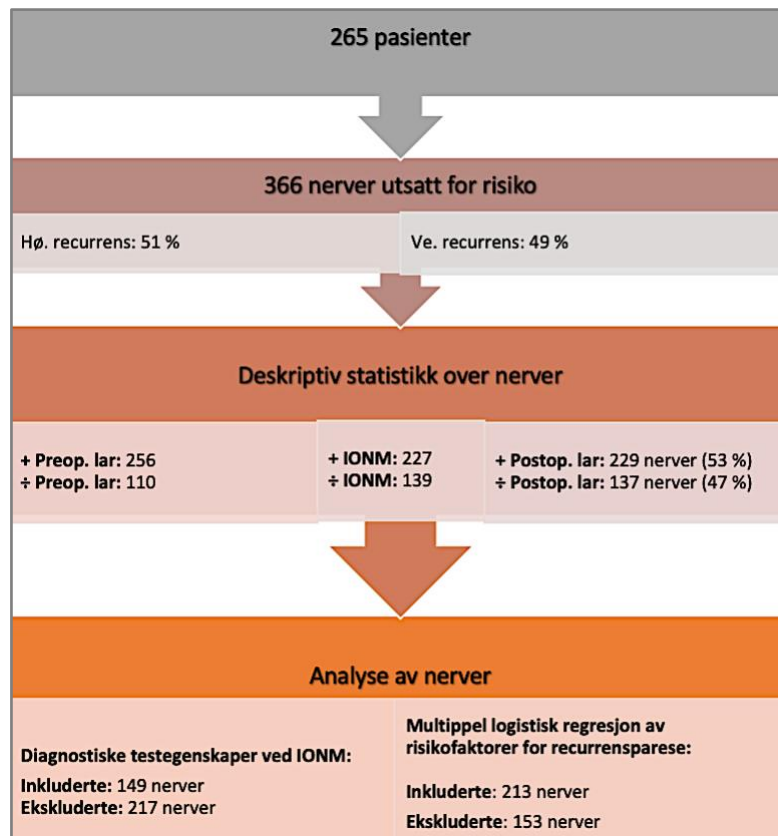 265 pasienter
366 nerver utsatt for risiko
Hø. recurrens: 51 %
Ve. recurrens: 49 %
Deskriptiv statistikk over nerver
+ Preop. lar: 256
÷ Preop. lar: 110
+ IONM: 227
÷ IONM: 139
+ Postop. lar: 229 nerver (53 %)
÷ Postop. lar: 137 nerver (47 %)
Analyse av nerver
Diagnostiske testegenskaper ved IONM:
Inkluderte: 149 nerver
Ekskluderte: 217 nerver
Multippel logistisk regresjon av
risikofaktorer for recurrensparese:
Inkluderte: 213 nerver
Ekskluderte: 153 nerver